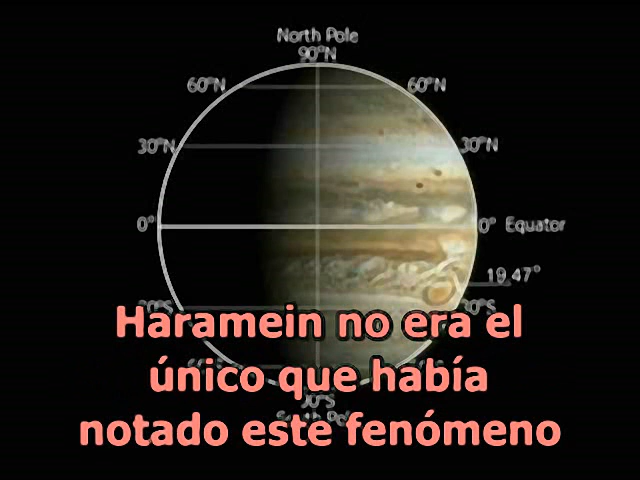 North Pole
90°N
60°N 60°N
30°N 30°N
0° 0° Equator
19.47°
30°S
Haramein no era el
único que había
notado este fenómeno